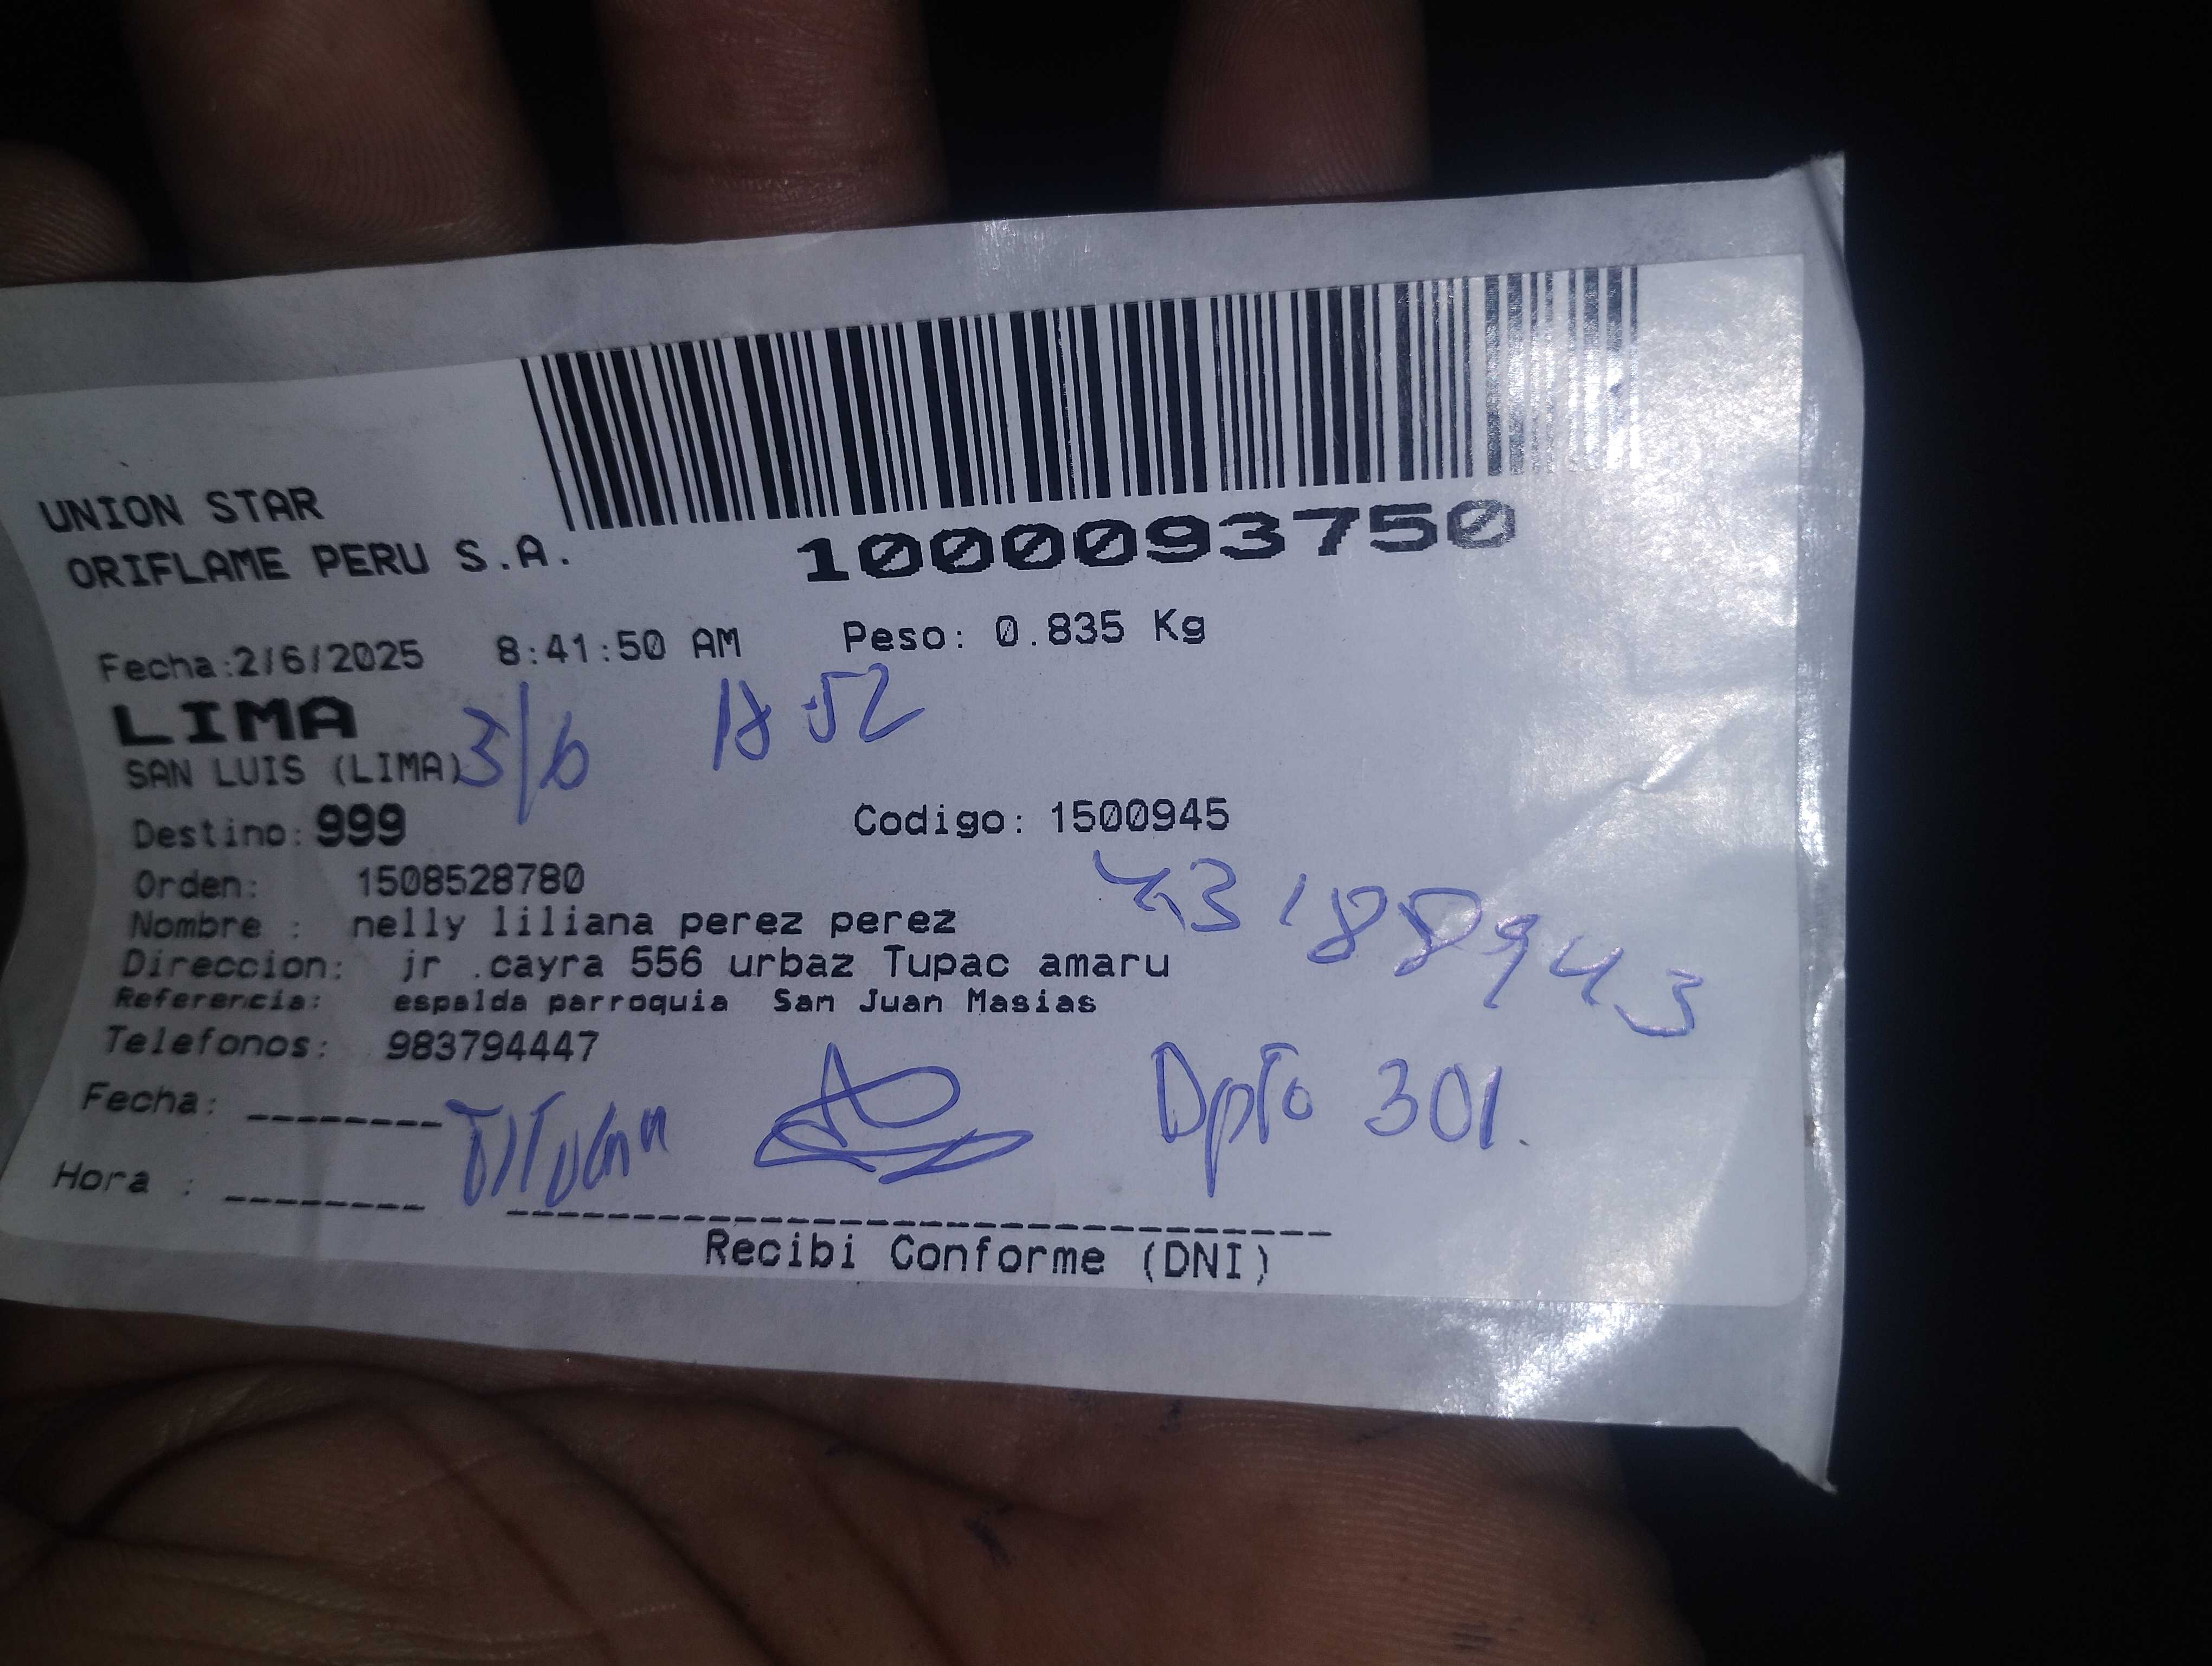 UNION STAR
ORIFLAME PERU S.A.
1000093750
Fecha:2/6/2025 8:41:50 AM Peso: 0.835 Kg
LIMA
3/6 18 52
SAN LUIS (LIMA)
Destino: 999 Codigo: 1500945
Orden: 1508528780
Nombre : nelly liliana perez perez
43188943
Direccion: jr .cayra 556 urbaz Tupac amaru
Referencia: espalda parroquia San Juan Masias
Telefonos: 983794447
Fecha: ________
Titular Dpto 301.
Hora : ________
Recibi Conforme (DNI)